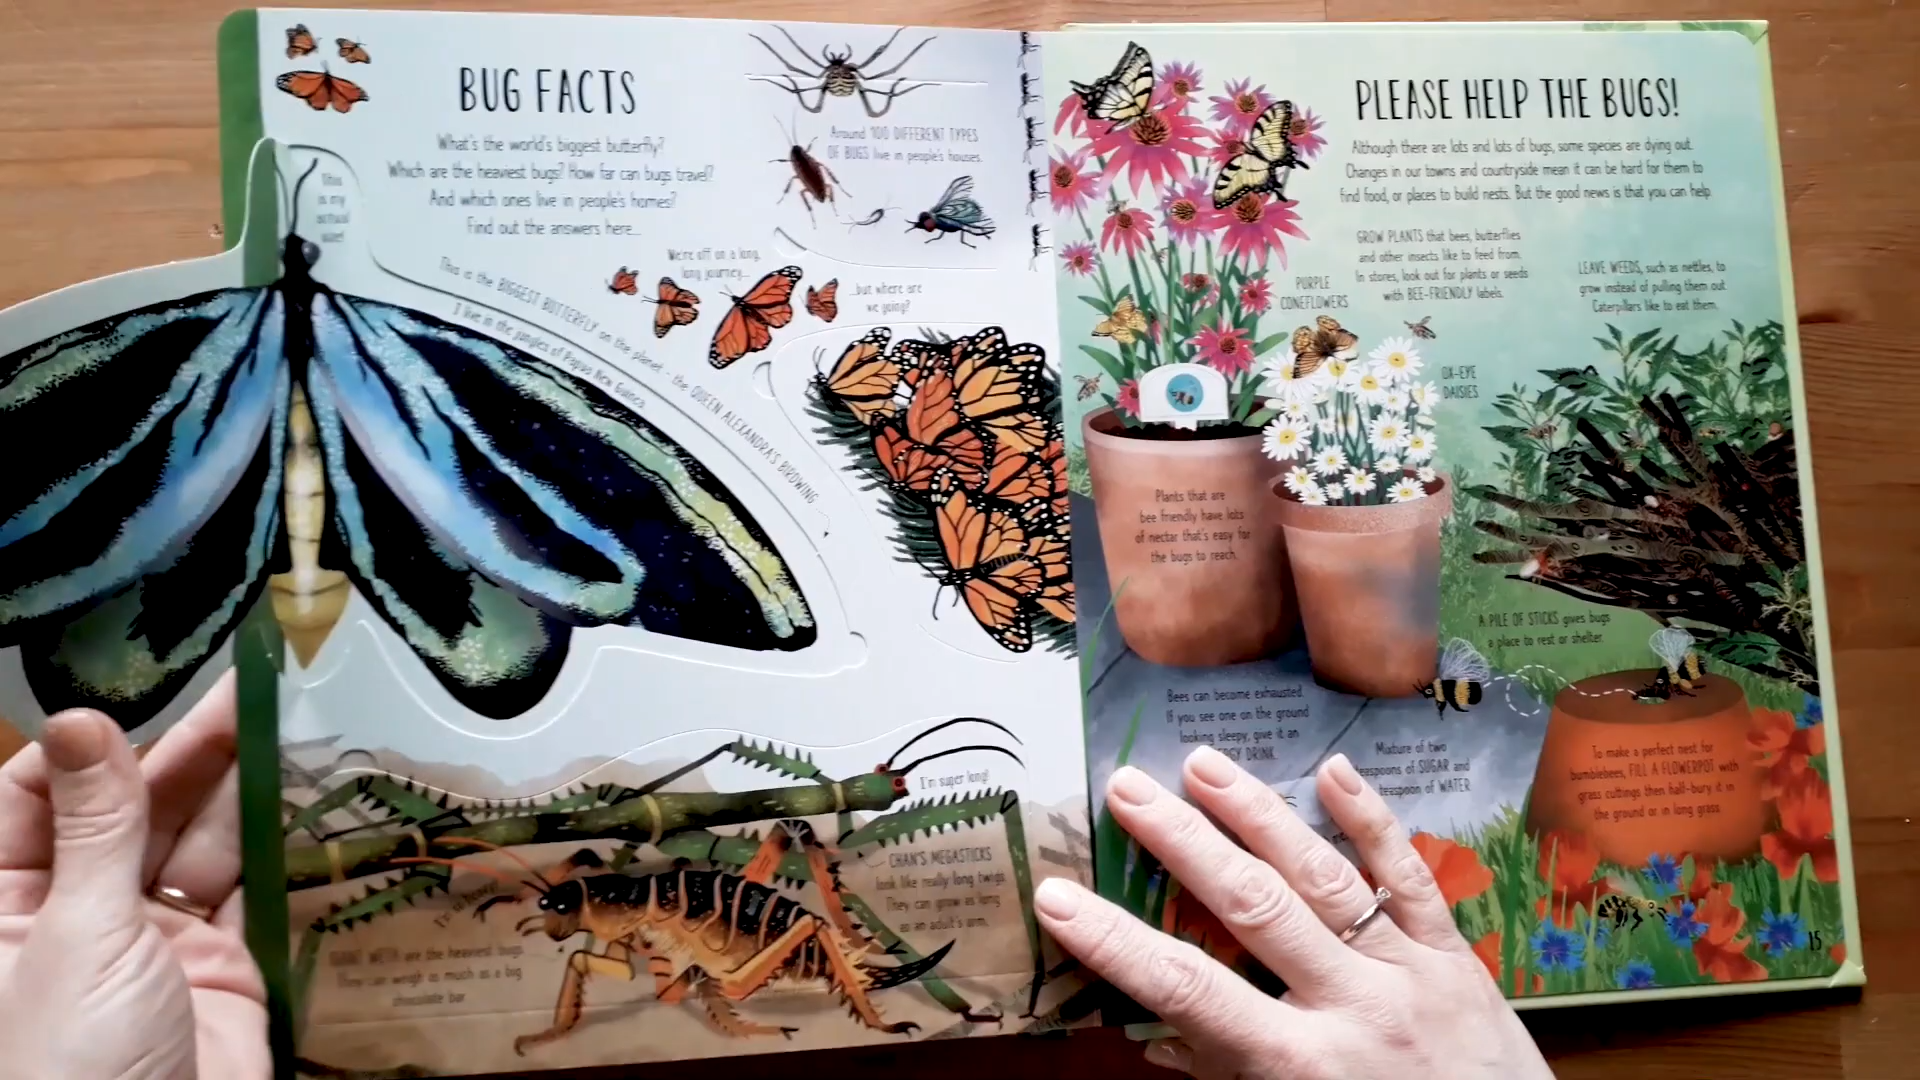 BUG FACTS
What's the world's biggest butterfly?
Which are the heaviest bugs? How far can bugs travel?
And which ones live in people's homes?
Find out the answers here...
Around 100 DIFFERENT TYPES
OF BUGS live in people's houses.
This
is my
actual
size!
We're off on a long,
long journey...
...but where are
we going?
This is the BIGGEST BUTTERFLY on the planet - the QUEEN ALEXANDRA'S BIRDWING
I live in the jungles of Papua New Guinea.
I'm super long!
CHAN'S MEGASTICKS
look like really long twigs.
They can grow as long
as an adult's arm.
GIANT WETA are the heaviest bugs.
They can weigh as much as a big
chocolate bar.
PLEASE HELP THE BUGS!
Although there are lots and lots of bugs, some species are dying out.
Changes in our towns and countryside mean it can be hard for them to
find food, or places to build nests. But the good news is that you can help.
GROW PLANTS that bees, butterflies
and other insects like to feed from.
In stores, look out for plants or seeds
with BEE-FRIENDLY labels.
PURPLE
CONEFLOWERS
LEAVE WEEDS, such as nettles, to
grow instead of pulling them out.
Caterpillars like to eat them.
OX-EYE
DAISIES
Plants that are
bee friendly have lots
of nectar that's easy for
the bugs to reach.
A PILE OF STICKS gives bugs
a place to rest or shelter.
Bees can become exhausted.
If you see one on the ground
looking sleepy, give it an
DRINK.
Mixture of two
teaspoons of SUGAR and
teaspoon of WATER
To make a perfect nest for
bumblebees, FILL A FLOWERPOT with
grass cuttings then half-bury it in
the ground or in long grass.
15